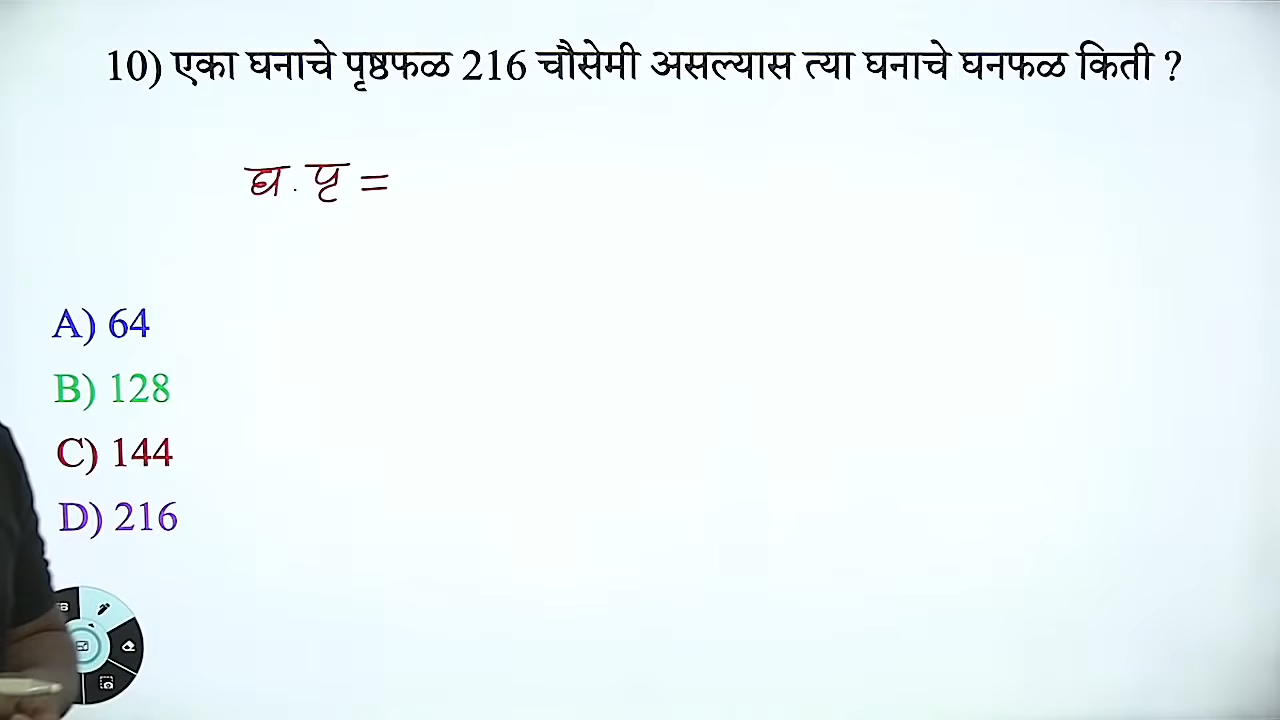 10) एका घनाचे पृष्ठफळ 216 चौसेमी असल्यास त्या घनाचे घनफळ किती ?
घ. पृ =
A) 64
B) 128
C) 144
D) 216